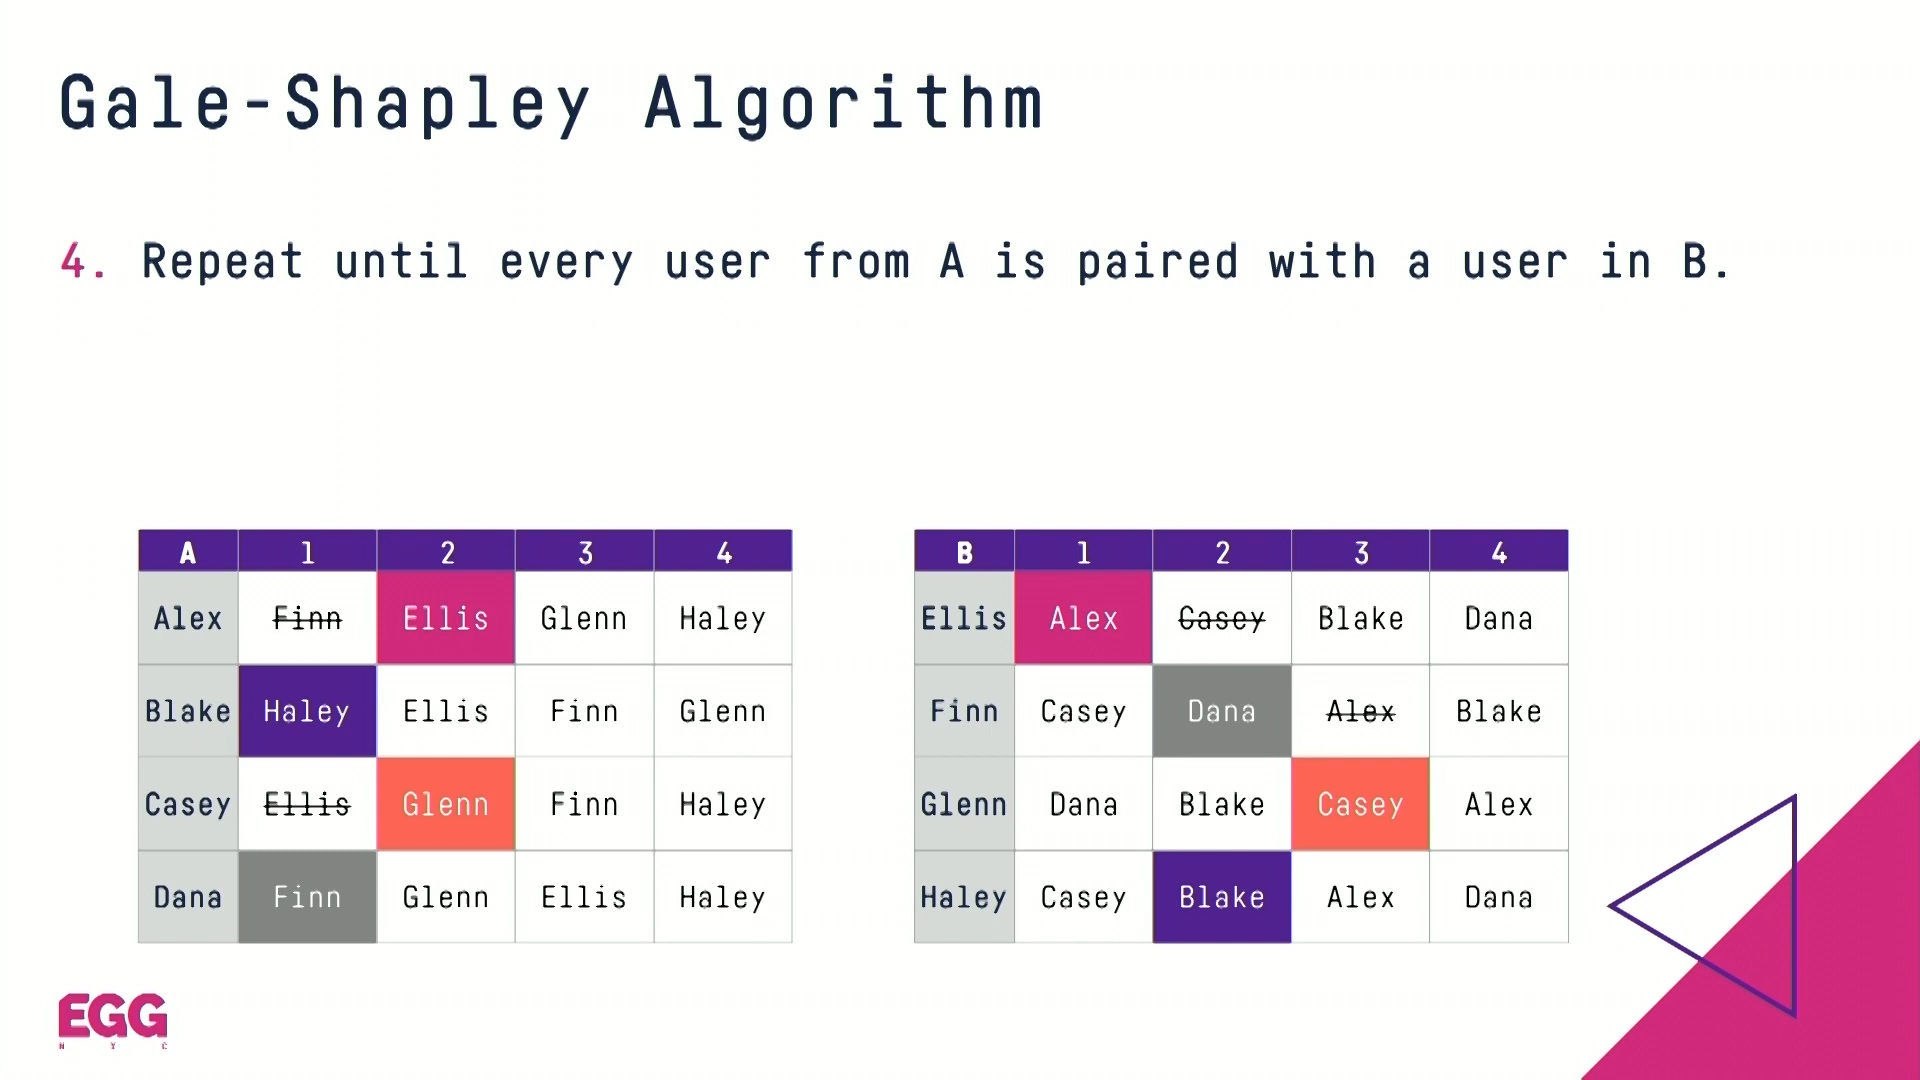 Gale-Shapley Algorithm
4. Repeat until every user from A is paired with a user in B.
A 1 2 3 4
Alex Finn Ellis Glenn Haley
Blake Haley Ellis Finn Glenn
Casey Ellis Glenn Finn Haley
Dana Finn Glenn Ellis Haley
B 1 2 3 4
Ellis Alex Casey Blake Dana
Finn Casey Dana Alex Blake
Glenn Dana Blake Casey Alex
Haley Casey Blake Alex Dana
EGG
N Y C